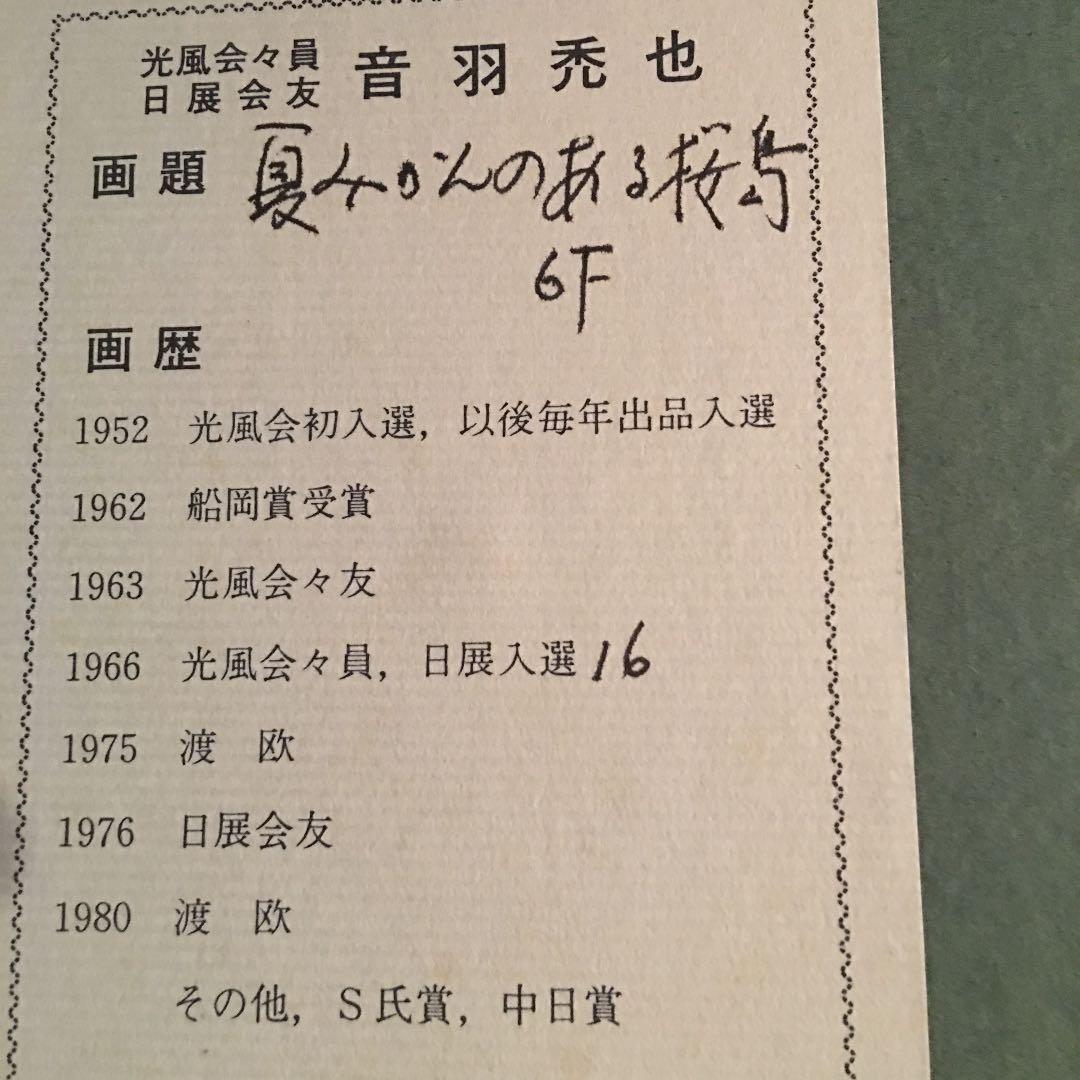 光風会々員
日展会友
音羽禿也
画題 夏みかんのある桜島
6F
画歴
1952 光風会初入選，以後毎年出品入選
1962 船岡賞受賞
1963 光風会々友
1966 光風会々員，日展入選16
1975 渡　欧
1976 日展会友
1980 渡　欧
その他，S氏賞，中日賞